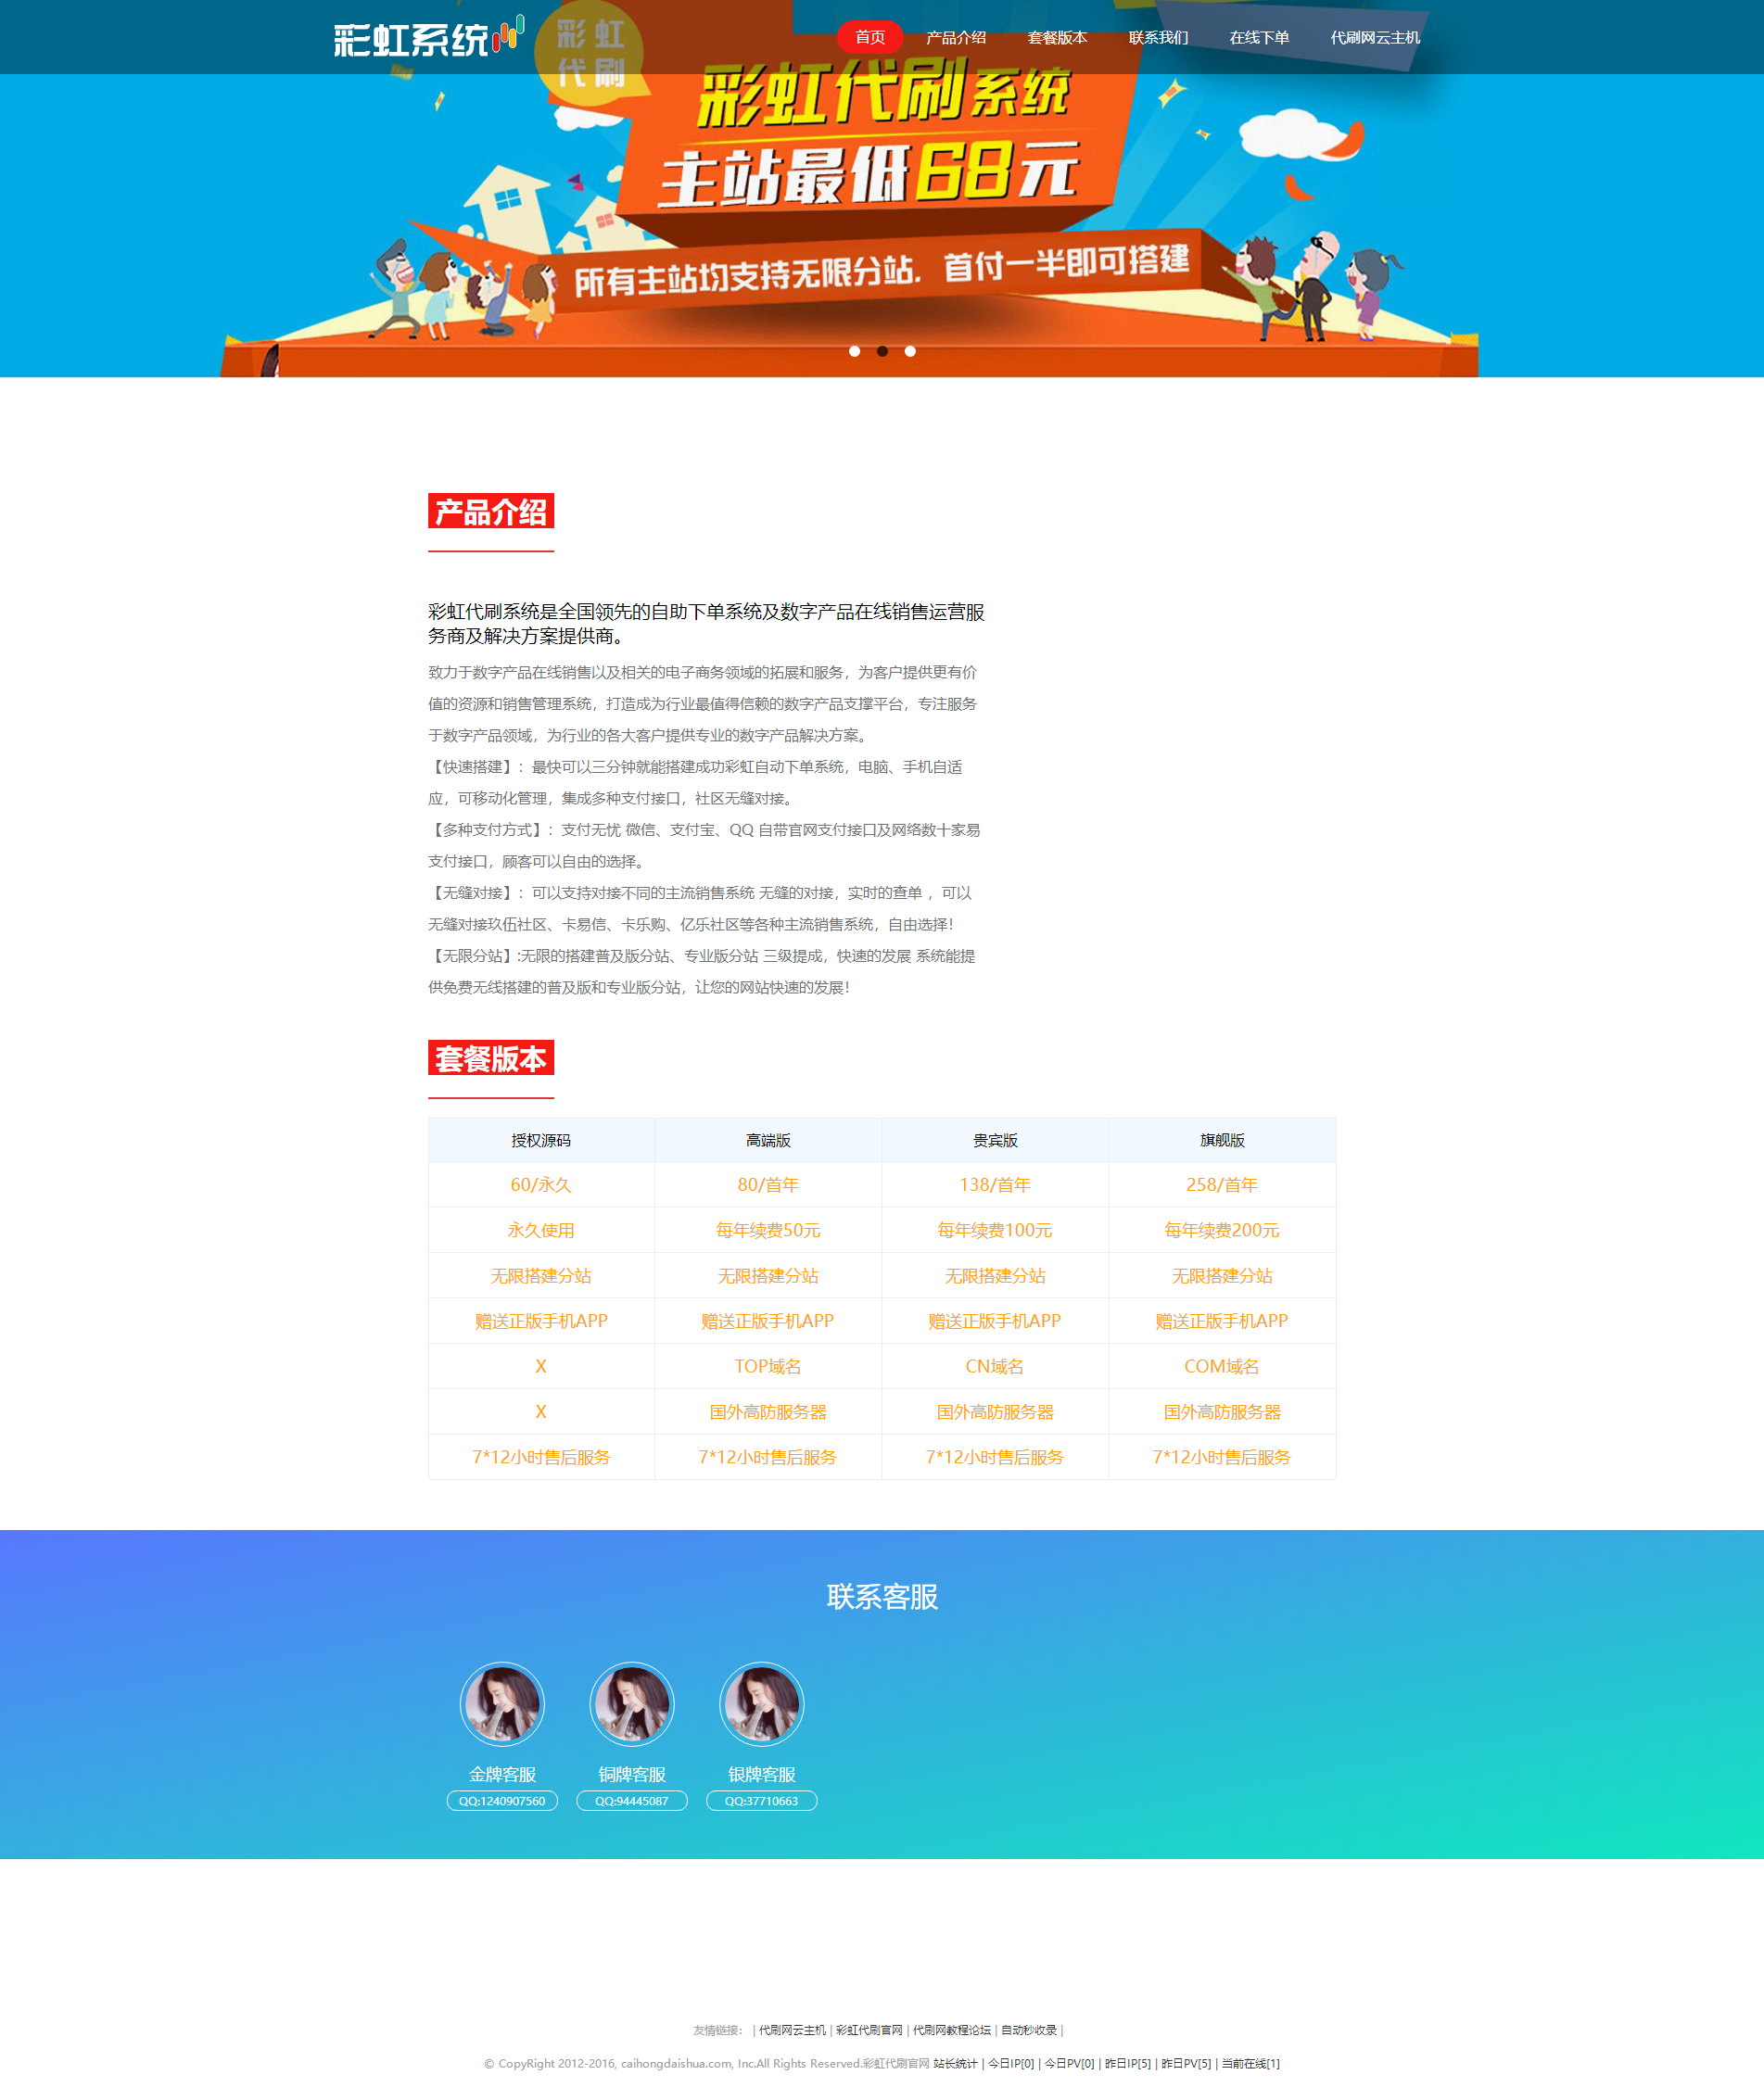 彩虹系统
首页 产品介绍 套餐版本 联系我们 在线下单 代刷网云主机
彩虹
代刷
彩虹代刷系统
主站最低68元
所有主站均支持无限分站．首付一半即可搭建
产品介绍
彩虹代刷系统是全国领先的自助下单系统及数字产品在线销售运营服
务商及解决方案提供商。
致力于数字产品在线销售以及相关的电子商务领域的拓展和服务，为客户提供更有价
值的资源和销售管理系统，打造成为行业最值得信赖的数字产品支撑平台，专注服务
于数字产品领域，为行业的各大客户提供专业的数字产品解决方案。
【快速搭建】：最快可以三分钟就能搭建成功彩虹自动下单系统，电脑、手机自适
应，可移动化管理，集成多种支付接口，社区无缝对接。
【多种支付方式】：支付无忧 微信、支付宝、QQ 自带官网支付接口及网络数十家易
支付接口，顾客可以自由的选择。
【无缝对接】：可以支持对接不同的主流销售系统 无缝的对接，实时的查单 ，可以
无缝对接玖伍社区、卡易信、卡乐购、亿乐社区等各种主流销售系统，自由选择！
【无限分站】:无限的搭建普及版分站、专业版分站 三级提成，快速的发展 系统能提
供免费无线搭建的普及版和专业版分站，让您的网站快速的发展！
套餐版本
授权源码 高端版 贵宾版 旗舰版
60/永久 80/首年 138/首年 258/首年
永久使用 每年续费50元 每年续费100元 每年续费200元
无限搭建分站 无限搭建分站 无限搭建分站 无限搭建分站
赠送正版手机APP 赠送正版手机APP 赠送正版手机APP 赠送正版手机APP
X TOP域名 CN域名 COM域名
X 国外高防服务器 国外高防服务器 国外高防服务器
7*12小时售后服务 7*12小时售后服务 7*12小时售后服务 7*12小时售后服务
联系客服
金牌客服 铜牌客服 银牌客服
QQ:1240907560 QQ:94445087 QQ:37710663
友情链接： | 代刷网云主机 | 彩虹代刷官网 | 代刷网教程论坛 | 自动秒收录 |
© CopyRight 2012-2016, caihongdaishua.com, Inc.All Rights Reserved.彩虹代刷官网 站长统计 | 今日IP[0] | 今日PV[0] | 昨日IP[5] | 昨日PV[5] | 当前在线[1]